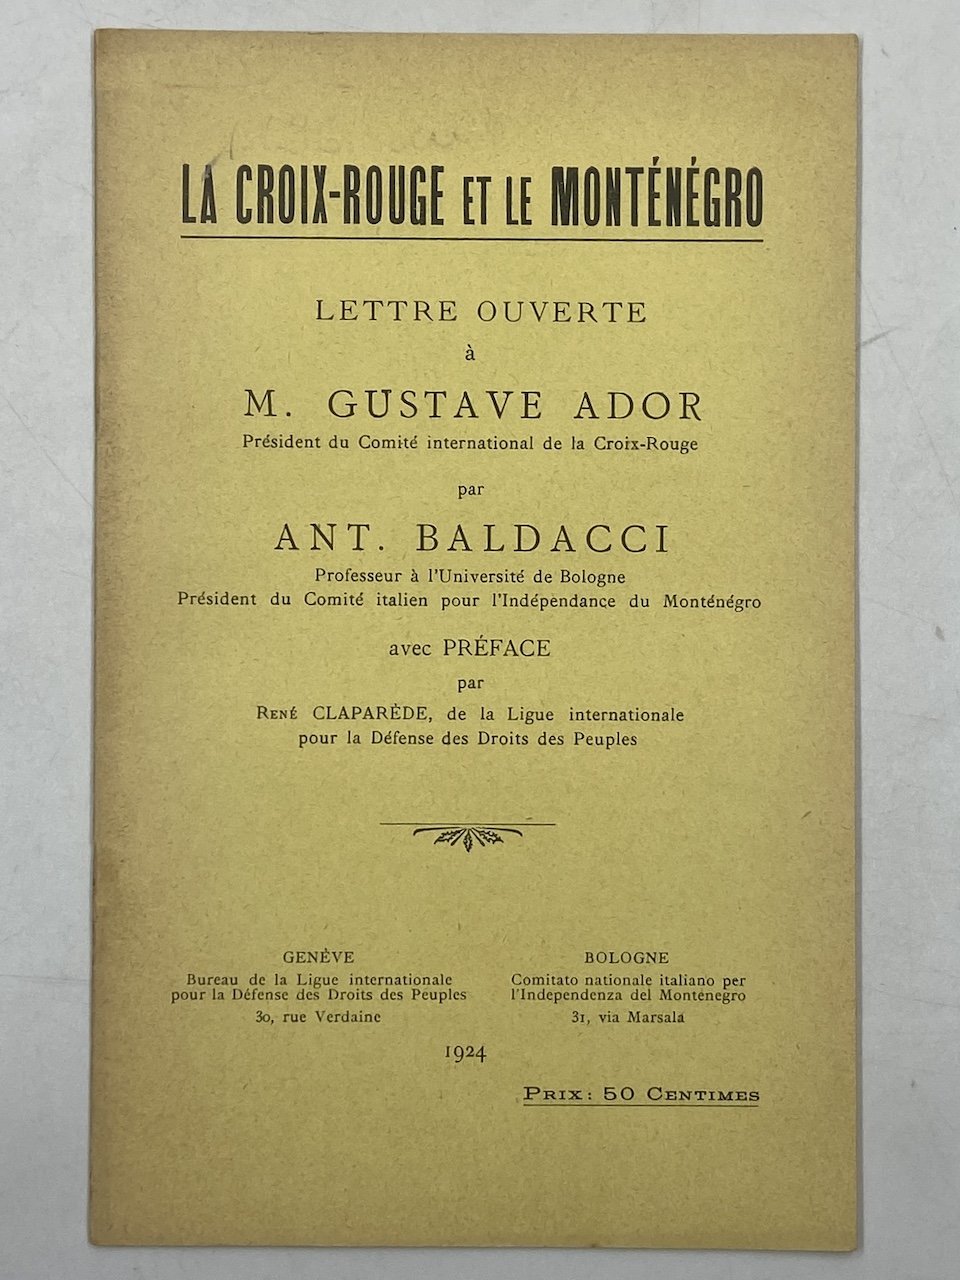 LA CROIX-ROUGE ET LE MONTÉNÉGRO
LETTRE OUVERTE
à
M. GUSTAVE ADOR
Président du Comité international de la Croix-Rouge
par
ANT. BALDACCI
Professeur à l'Université de Bologne
Président du Comité italien pour l'Indépendance du Monténégro
avec PRÉFACE
par
RENÉ CLAPARÈDE, de la Ligue internationale
pour la Défense des Droits des Peuples
GENÈVE
Bureau de la Ligue internationale
pour la Défense des Droits des Peuples
30, rue Verdaine
BOLOGNE
Comitato nationale italiano per
l'Independenza del Montenegro
31, via Marsala
1924
PRIX: 50 CENTIMES